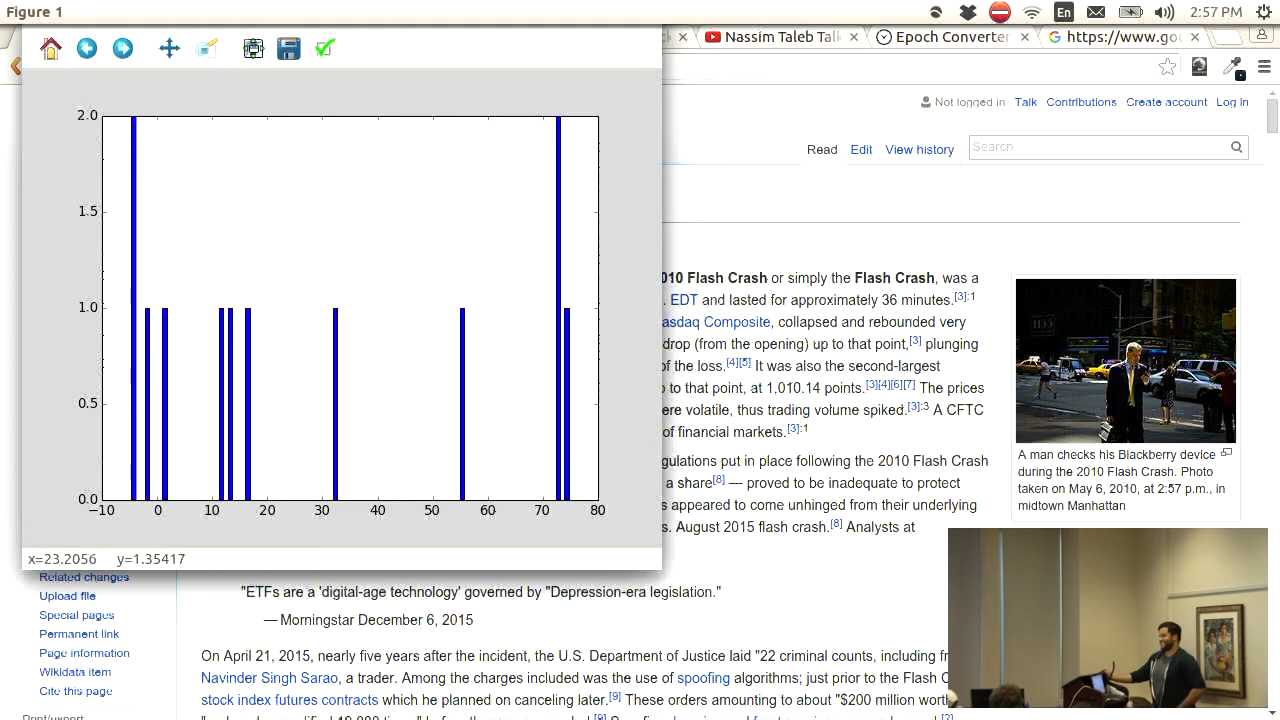 Figure 1
En
2:57 PM
Nassim Taleb Talk
Epoch Converter
https://www.goo
Not logged in Talk Contributions Create account Log in
Read Edit View history
Search
2.0
1.5
1.0
0.5
0.0
−10 0 10 20 30 40 50 60 70 80
x=23.2056 y=1.35417
010 Flash Crash or simply the Flash Crash, was a
. EDT and lasted for approximately 36 minutes.[3]:1
asdaq Composite, collapsed and rebounded very
drop (from the opening) up to that point,[3] plunging
of the loss.[4][5] It was also the second-largest
to that point, at 1,010.14 points.[3][4][6][7] The prices
ere volatile, thus trading volume spiked.[3]:3 A CFTC
of financial markets.[3]:1
gulations put in place following the 2010 Flash Crash
a share[8] — proved to be inadequate to protect
s appeared to come unhinged from their underlying
s. August 2015 flash crash.[8] Analysts at
A man checks his Blackberry device
during the 2010 Flash Crash. Photo
taken on May 6, 2010, at 2:57 p.m., in
midtown Manhattan
Related changes
Upload file
Special pages
Permanent link
Page information
Wikidata item
Cite this page
Print/export
"ETFs are a 'digital-age technology' governed by "Depression-era legislation."
— Morningstar December 6, 2015
On April 21, 2015, nearly five years after the incident, the U.S. Department of Justice laid "22 criminal counts, including fr
Navinder Singh Sarao, a trader. Among the charges included was the use of spoofing algorithms; just prior to the Flash C
stock index futures contracts which he planned on canceling later.[9] These orders amounting to about "$200 million wort